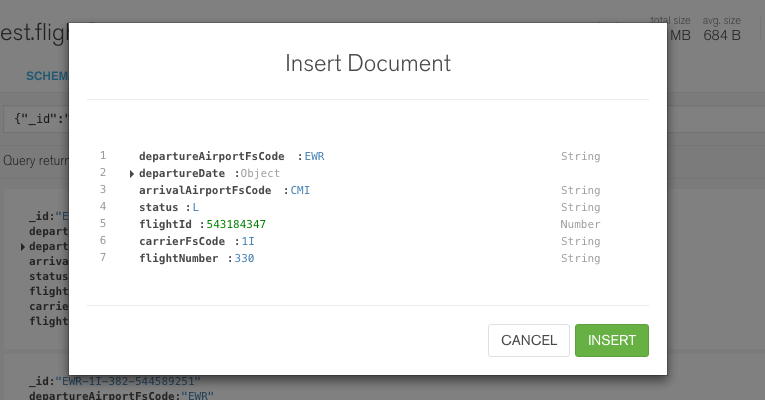 est.flig
total size avg. size
MB 684 B
Insert Document
SCHEM
{"_id":"
Query return
1 departureAirportFsCode :EWR String
2 departureDate :Object
3 arrivalAirportFsCode :CMI String
4 status :L String
5 flightId :543184347 Number
6 carrierFsCode :1I String
7 flightNumber :330 String
_id:"E
depart
depart
arriva
status
flight
carrie
flight
CANCEL INSERT
_id:"EWR-1I-382-544589251"
departureAirportFsCode:"EWR"